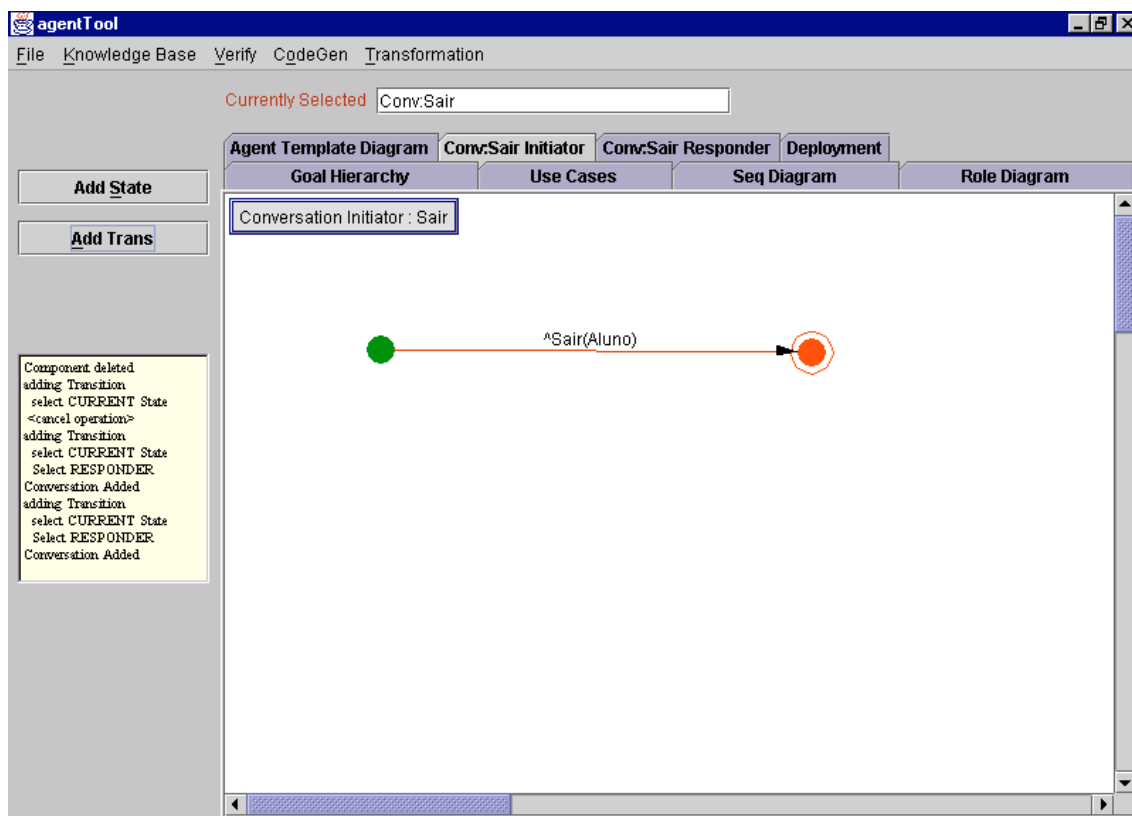 agentTool
File Knowledge Base Verify CodeGen Transformation
Currently Selected Conv:Sair
Agent Template Diagram Conv:Sair Initiator Conv:Sair Responder Deployment
Goal Hierarchy Use Cases Seq Diagram Role Diagram
Add State
Add Trans
Conversation Initiator : Sair
^Sair(Aluno)
Component deleted
adding Transition
select CURRENT State
<cancel operation>
adding Transition
select CURRENT State
Select RESPONDER
Conversation Added
adding Transition
select CURRENT State
Select RESPONDER
Conversation Added